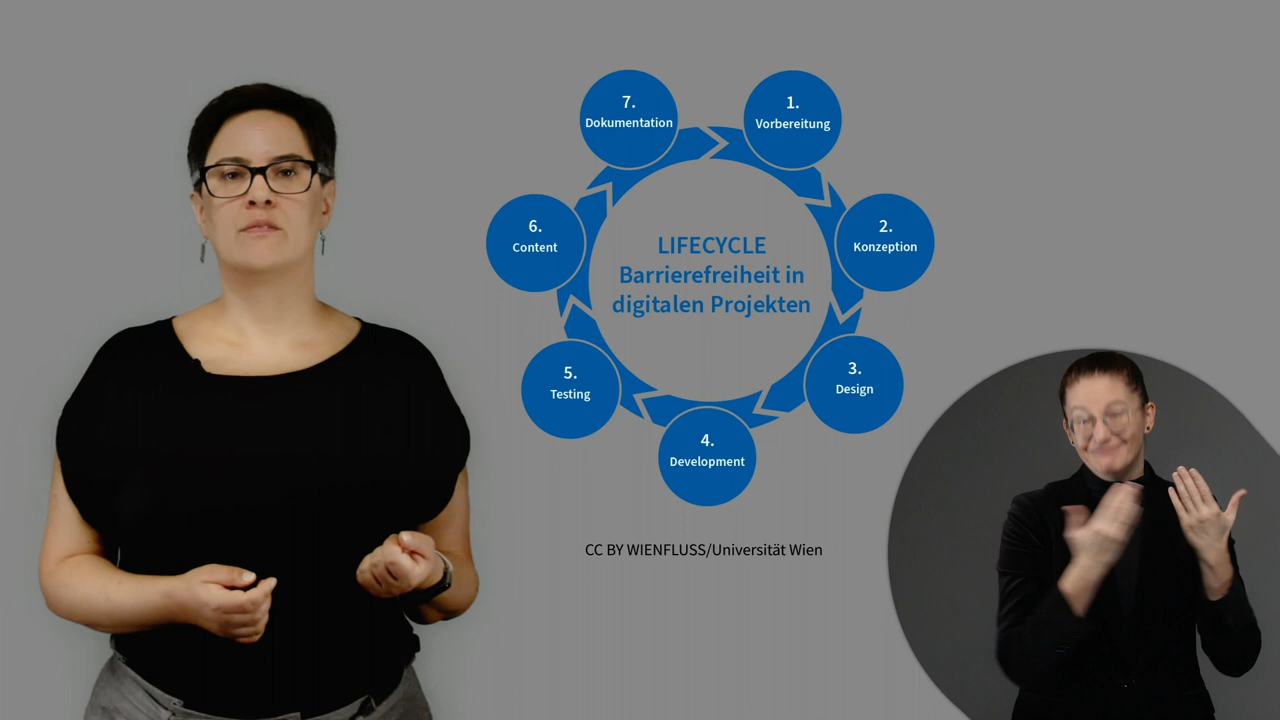 LIFECYCLE
Barrierefreiheit in
digitalen Projekten
1.
Vorbereitung
2.
Konzeption
3.
Design
4.
Development
5.
Testing
6.
Content
7.
Dokumentation
CC BY WIENFLUSS/Universität Wien